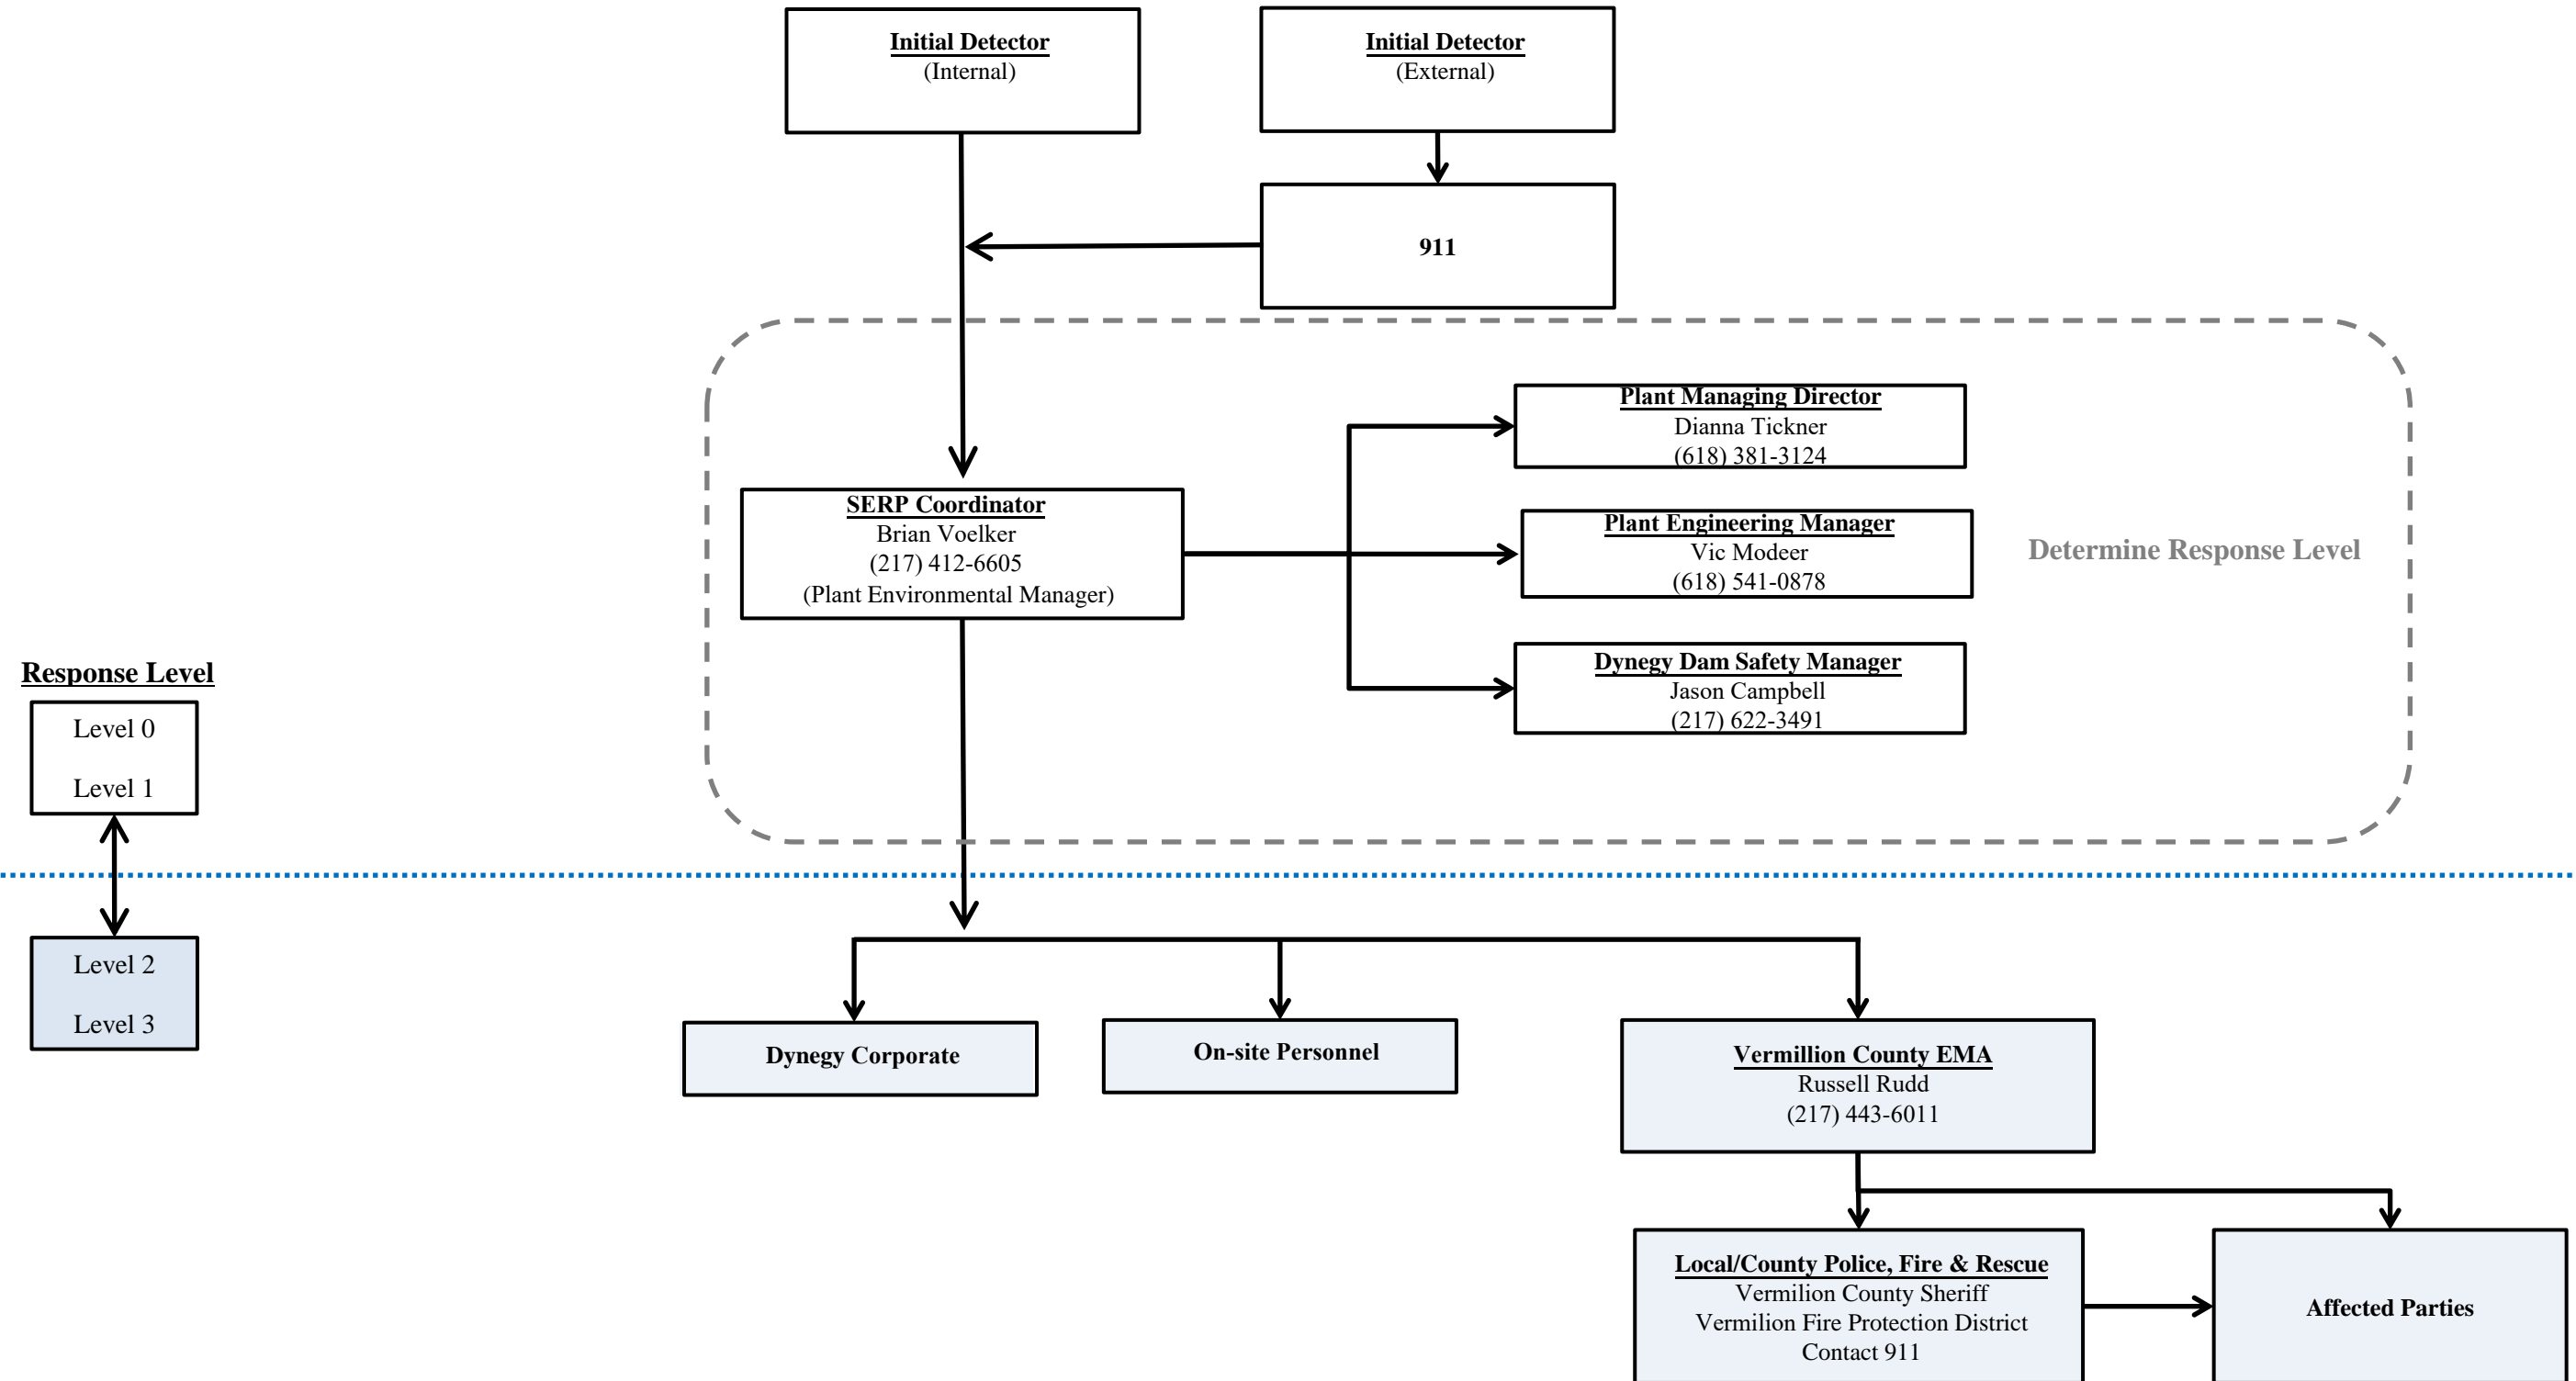 Initial Detector
(Internal)
Initial Detector
(External)
911
Plant Managing Director
Dianna Tickner
(618) 381-3124
SERP Coordinator
Brian Voelker
(217) 412-6605
(Plant Environmental Manager)
Plant Engineering Manager
Vic Modeer
(618) 541-0878
Determine Response Level
Dynegy Dam Safety Manager
Jason Campbell
(217) 622-3491
Response Level
Level 0
Level 1
Level 2
Level 3
Dynegy Corporate
On-site Personnel
Vermillion County EMA
Russell Rudd
(217) 443-6011
Local/County Police, Fire & Rescue
Vermilion County Sheriff
Vermilion Fire Protection District
Contact 911
Affected Parties